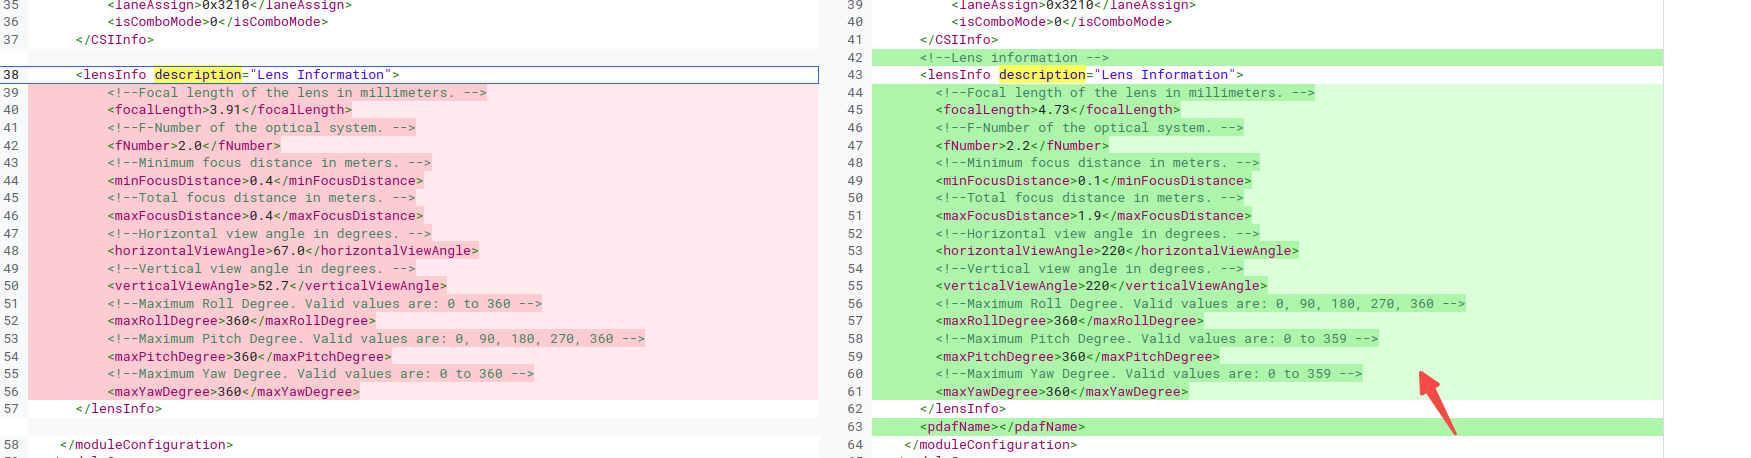 35 <laneAssign>0x3210</laneAssign>
36 <isComboMode>0</isComboMode>
37 </CSIInfo>
38 <lensInfo description="Lens Information">
39 <!--Focal length of the lens in millimeters. -->
40 <focalLength>3.91</focalLength>
41 <!--F-Number of the optical system. -->
42 <fNumber>2.0</fNumber>
43 <!--Minimum focus distance in meters. -->
44 <minFocusDistance>0.4</minFocusDistance>
45 <!--Total focus distance in meters. -->
46 <maxFocusDistance>0.4</maxFocusDistance>
47 <!--Horizontal view angle in degrees. -->
48 <horizontalViewAngle>67.0</horizontalViewAngle>
49 <!--Vertical view angle in degrees. -->
50 <verticalViewAngle>52.7</verticalViewAngle>
51 <!--Maximum Roll Degree. Valid values are: 0 to 360 -->
52 <maxRollDegree>360</maxRollDegree>
53 <!--Maximum Pitch Degree. Valid values are: 0, 90, 180, 270, 360 -->
54 <maxPitchDegree>360</maxPitchDegree>
55 <!--Maximum Yaw Degree. Valid values are: 0 to 360 -->
56 <maxYawDegree>360</maxYawDegree>
57 </lensInfo>
58 </moduleConfiguration>
39 <laneAssign>0x3210</laneAssign>
40 <isComboMode>0</isComboMode>
41 </CSIInfo>
42 <!--Lens information -->
43 <lensInfo description="Lens Information">
44 <!--Focal length of the lens in millimeters. -->
45 <focalLength>4.73</focalLength>
46 <!--F-Number of the optical system. -->
47 <fNumber>2.2</fNumber>
48 <!--Minimum focus distance in meters. -->
49 <minFocusDistance>0.1</minFocusDistance>
50 <!--Total focus distance in meters. -->
51 <maxFocusDistance>1.9</maxFocusDistance>
52 <!--Horizontal view angle in degrees. -->
53 <horizontalViewAngle>220</horizontalViewAngle>
54 <!--Vertical view angle in degrees. -->
55 <verticalViewAngle>220</verticalViewAngle>
56 <!--Maximum Roll Degree. Valid values are: 0, 90, 180, 270, 360 -->
57 <maxRollDegree>360</maxRollDegree>
58 <!--Maximum Pitch Degree. Valid values are: 0 to 359 -->
59 <maxPitchDegree>360</maxPitchDegree>
60 <!--Maximum Yaw Degree. Valid values are: 0 to 359 -->
61 <maxYawDegree>360</maxYawDegree>
62 </lensInfo>
63 <pdafName></pdafName>
64 </moduleConfiguration>